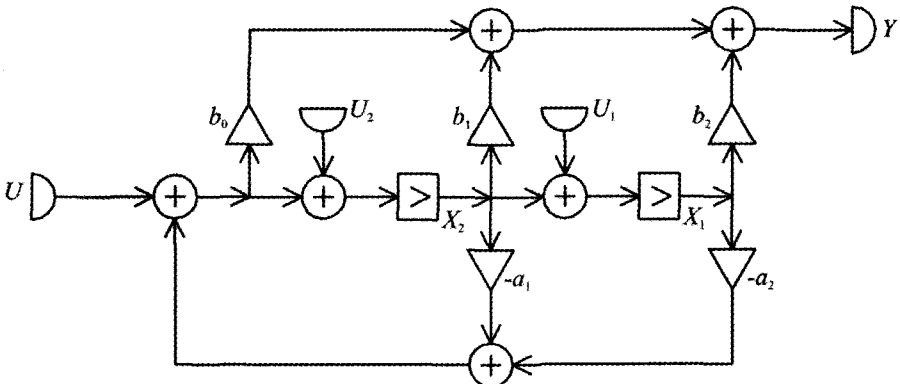 + + Y
b₀ U₂ b₁ U₁ b₂
U + + > + >
X₂ X₁
-a₁ -a₂
+